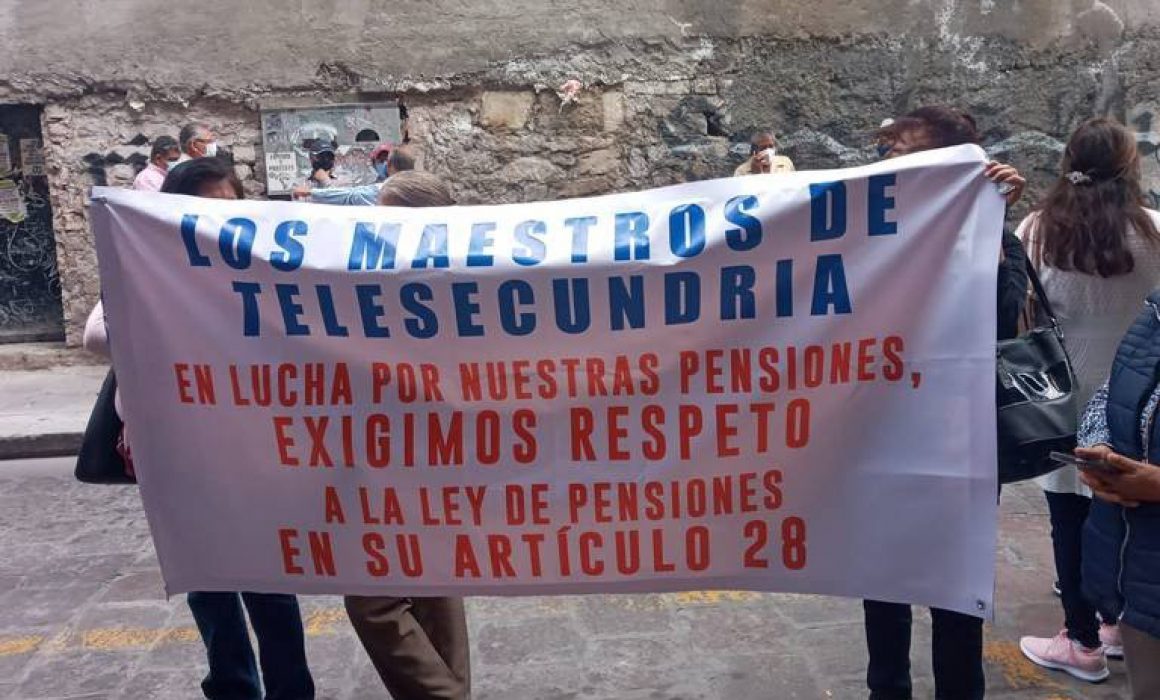 LOS MAESTROS DE
TELESECUNDRIA
EN LUCHA POR NUESTRAS PENSIONES,
EXIGIMOS RESPETO
A LA LEY DE PENSIONES
EN SU ARTÍCULO 28